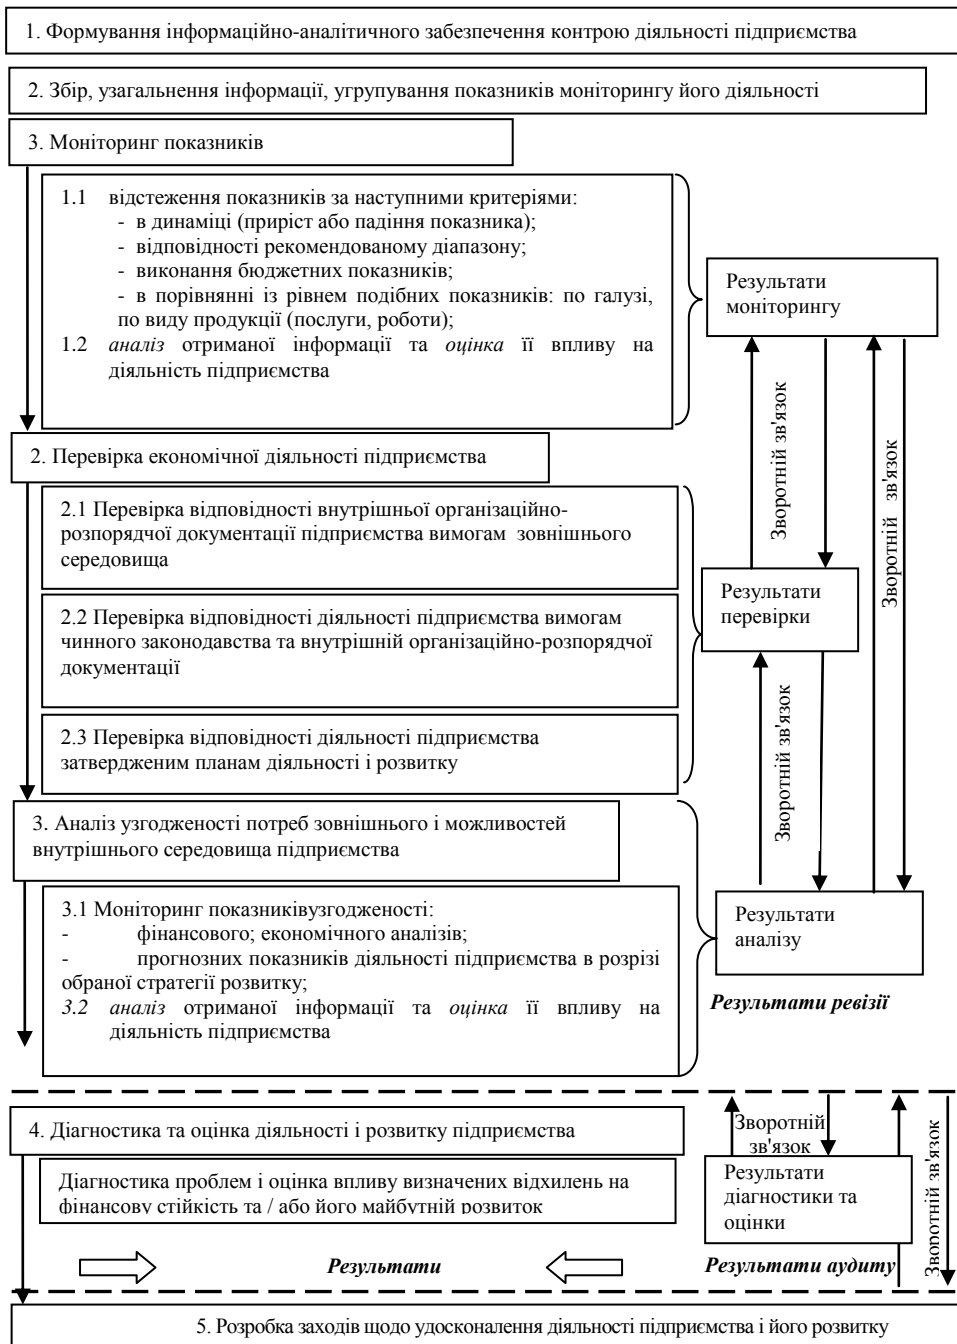 1. Формування інформаційно-аналітичного забезпечення контрою діяльності підприємства
2. Збір, узагальнення інформації, угрупування показників моніторингу його діяльності
3. Моніторинг показників
1.1 відстеження показників за наступними критеріями:
- в динаміці (приріст або падіння показника);
- відповідності рекомендованому діапазону;
- виконання бюджетних показників;
- в порівнянні із рівнем подібних показників: по галузі,
по виду продукції (послуги, роботи);
1.2 аналіз отриманої інформації та оцінка її впливу на
діяльність підприємства
Результати
моніторингу
Зворотній зв'язок
Зворотній зв'язок
2. Перевірка економічної діяльності підприємства
2.1 Перевірка відповідності внутрішньої організаційно-
розпорядчої документації підприємства вимогам зовнішнього
середовища
2.2 Перевірка відповідності діяльності підприємства вимогам
чинного законодавства та внутрішній організаційно-розпорядчої
документації
2.3 Перевірка відповідності діяльності підприємства
затвердженим планам діяльності і розвитку
Результати
перевірки
Зворотній зв'язок
3. Аналіз узгодженості потреб зовнішнього і можливостей
внутрішнього середовища підприємства
3.1 Моніторинг показниківузгодженості:
- фінансового; економічного аналізів;
- прогнозних показників діяльності підприємства в розрізі
обраної стратегії розвитку;
3.2 аналіз отриманої інформації та оцінка її впливу на
діяльність підприємства
Результати
аналізу
Результати ревізії
4. Діагностика та оцінка діяльності і розвитку підприємства
Діагностика проблем і оцінка впливу визначених відхилень на
фінансову стійкість та / або його майбутній розвиток
Зворотній
зв'язок
Результати
діагностики та
оцінки
Зворотній зв'язок
Результати
Результати аудиту
5. Розробка заходів щодо удосконалення діяльності підприємства і його розвитку